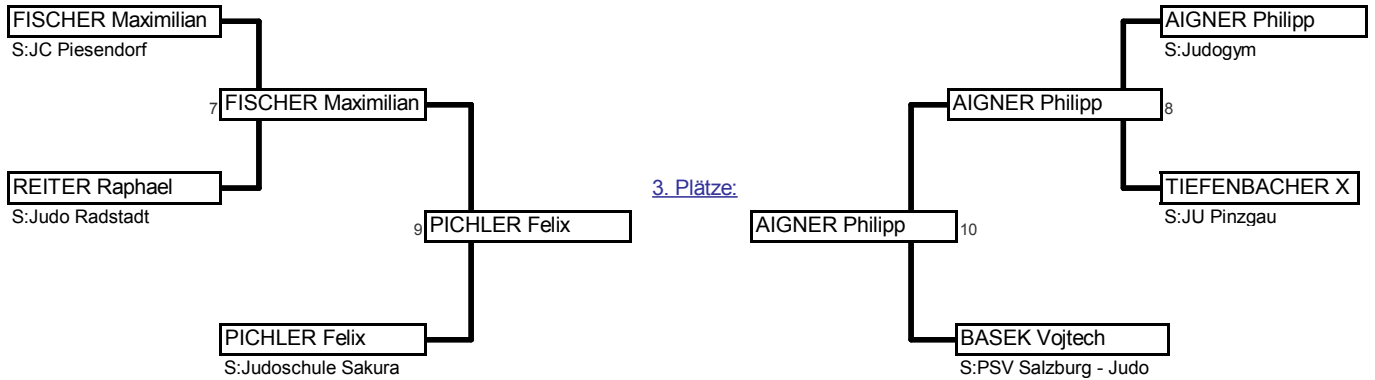 FISCHER Maximilian
S:JC Piesendorf
7 FISCHER Maximilian
REITER Raphael
S:Judo Radstadt
9 PICHLER Felix
PICHLER Felix
S:Judoschule Sakura
3. Plätze:
AIGNER Philipp
S:Judogym
AIGNER Philipp 8
TIEFENBACHER X
S:JU Pinzgau
AIGNER Philipp 10
BASEK Vojtech
S:PSV Salzburg - Judo